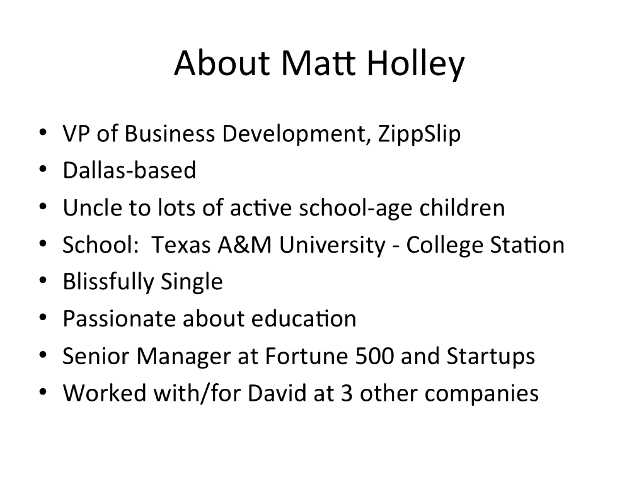 About Matt Holley
• VP of Business Development, ZippSlip
• Dallas-based
• Uncle to lots of active school-age children
• School:  Texas A&M University - College Station
• Blissfully Single
• Passionate about education
• Senior Manager at Fortune 500 and Startups
• Worked with/for David at 3 other companies